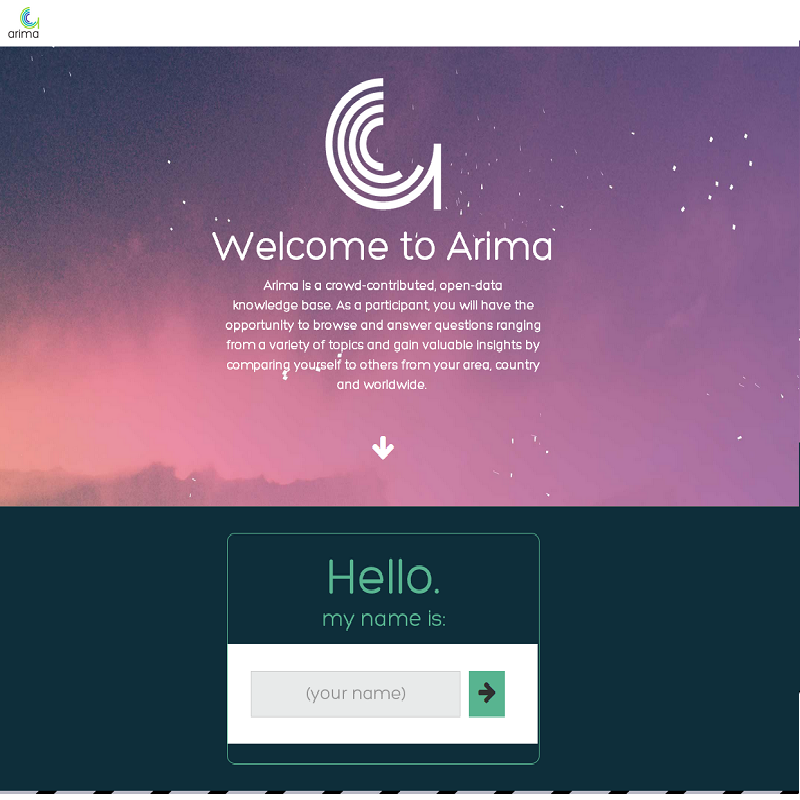 arima
Welcome to Arima
Arima is a crowd-contributed, open-data
knowledge base. As a participant, you will have the
opportunity to browse and answer questions ranging
from a variety of topics and gain valuable insights by
comparing yourself to others from your area, country
and worldwide.
Hello.
my name is:
(your name)